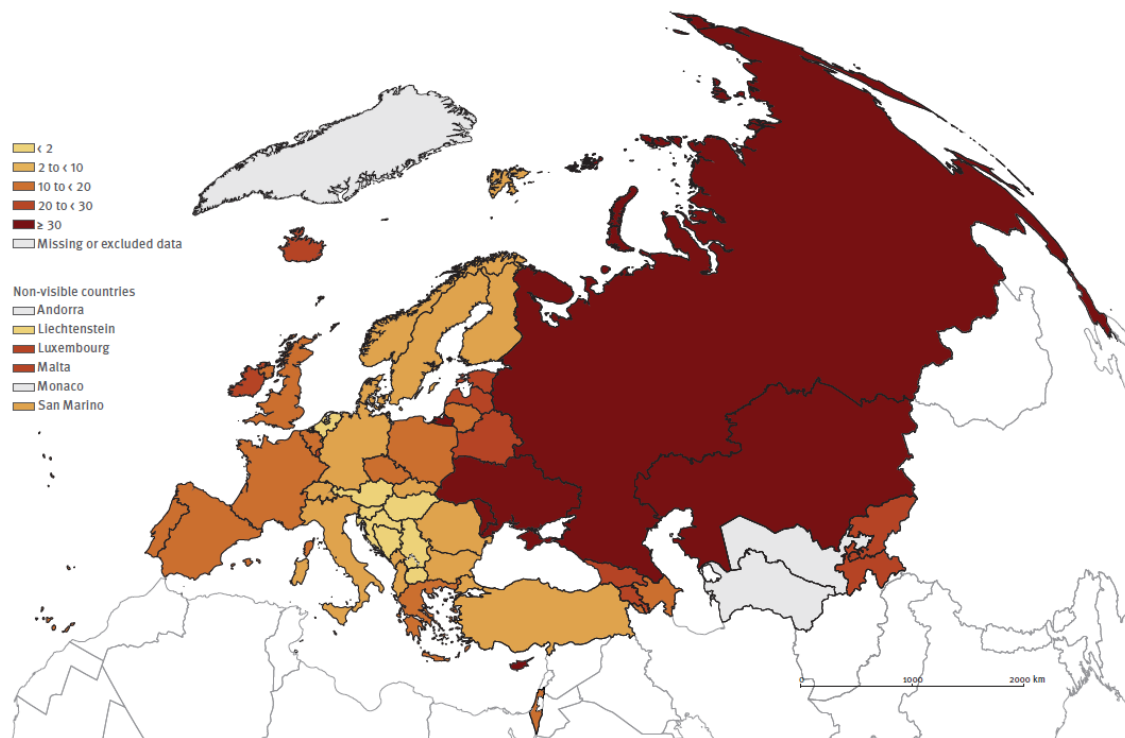 < 2
2 to < 10
10 to < 20
20 to < 30
≥ 30
Missing or excluded data
Non-visible countries
Andorra
Liechtenstein
Luxembourg
Malta
Monaco
San Marino
0 1000 2000 km